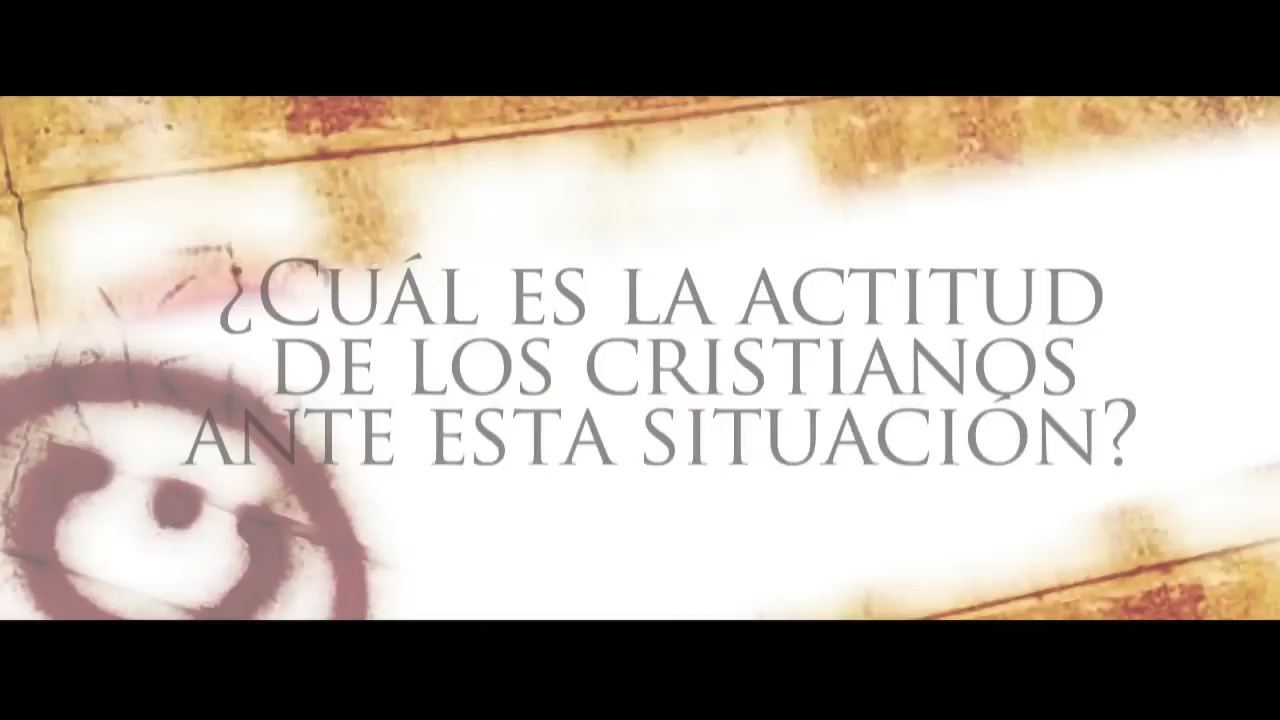 ¿Cuál es la actitud
de los cristianos
ante esta situación?